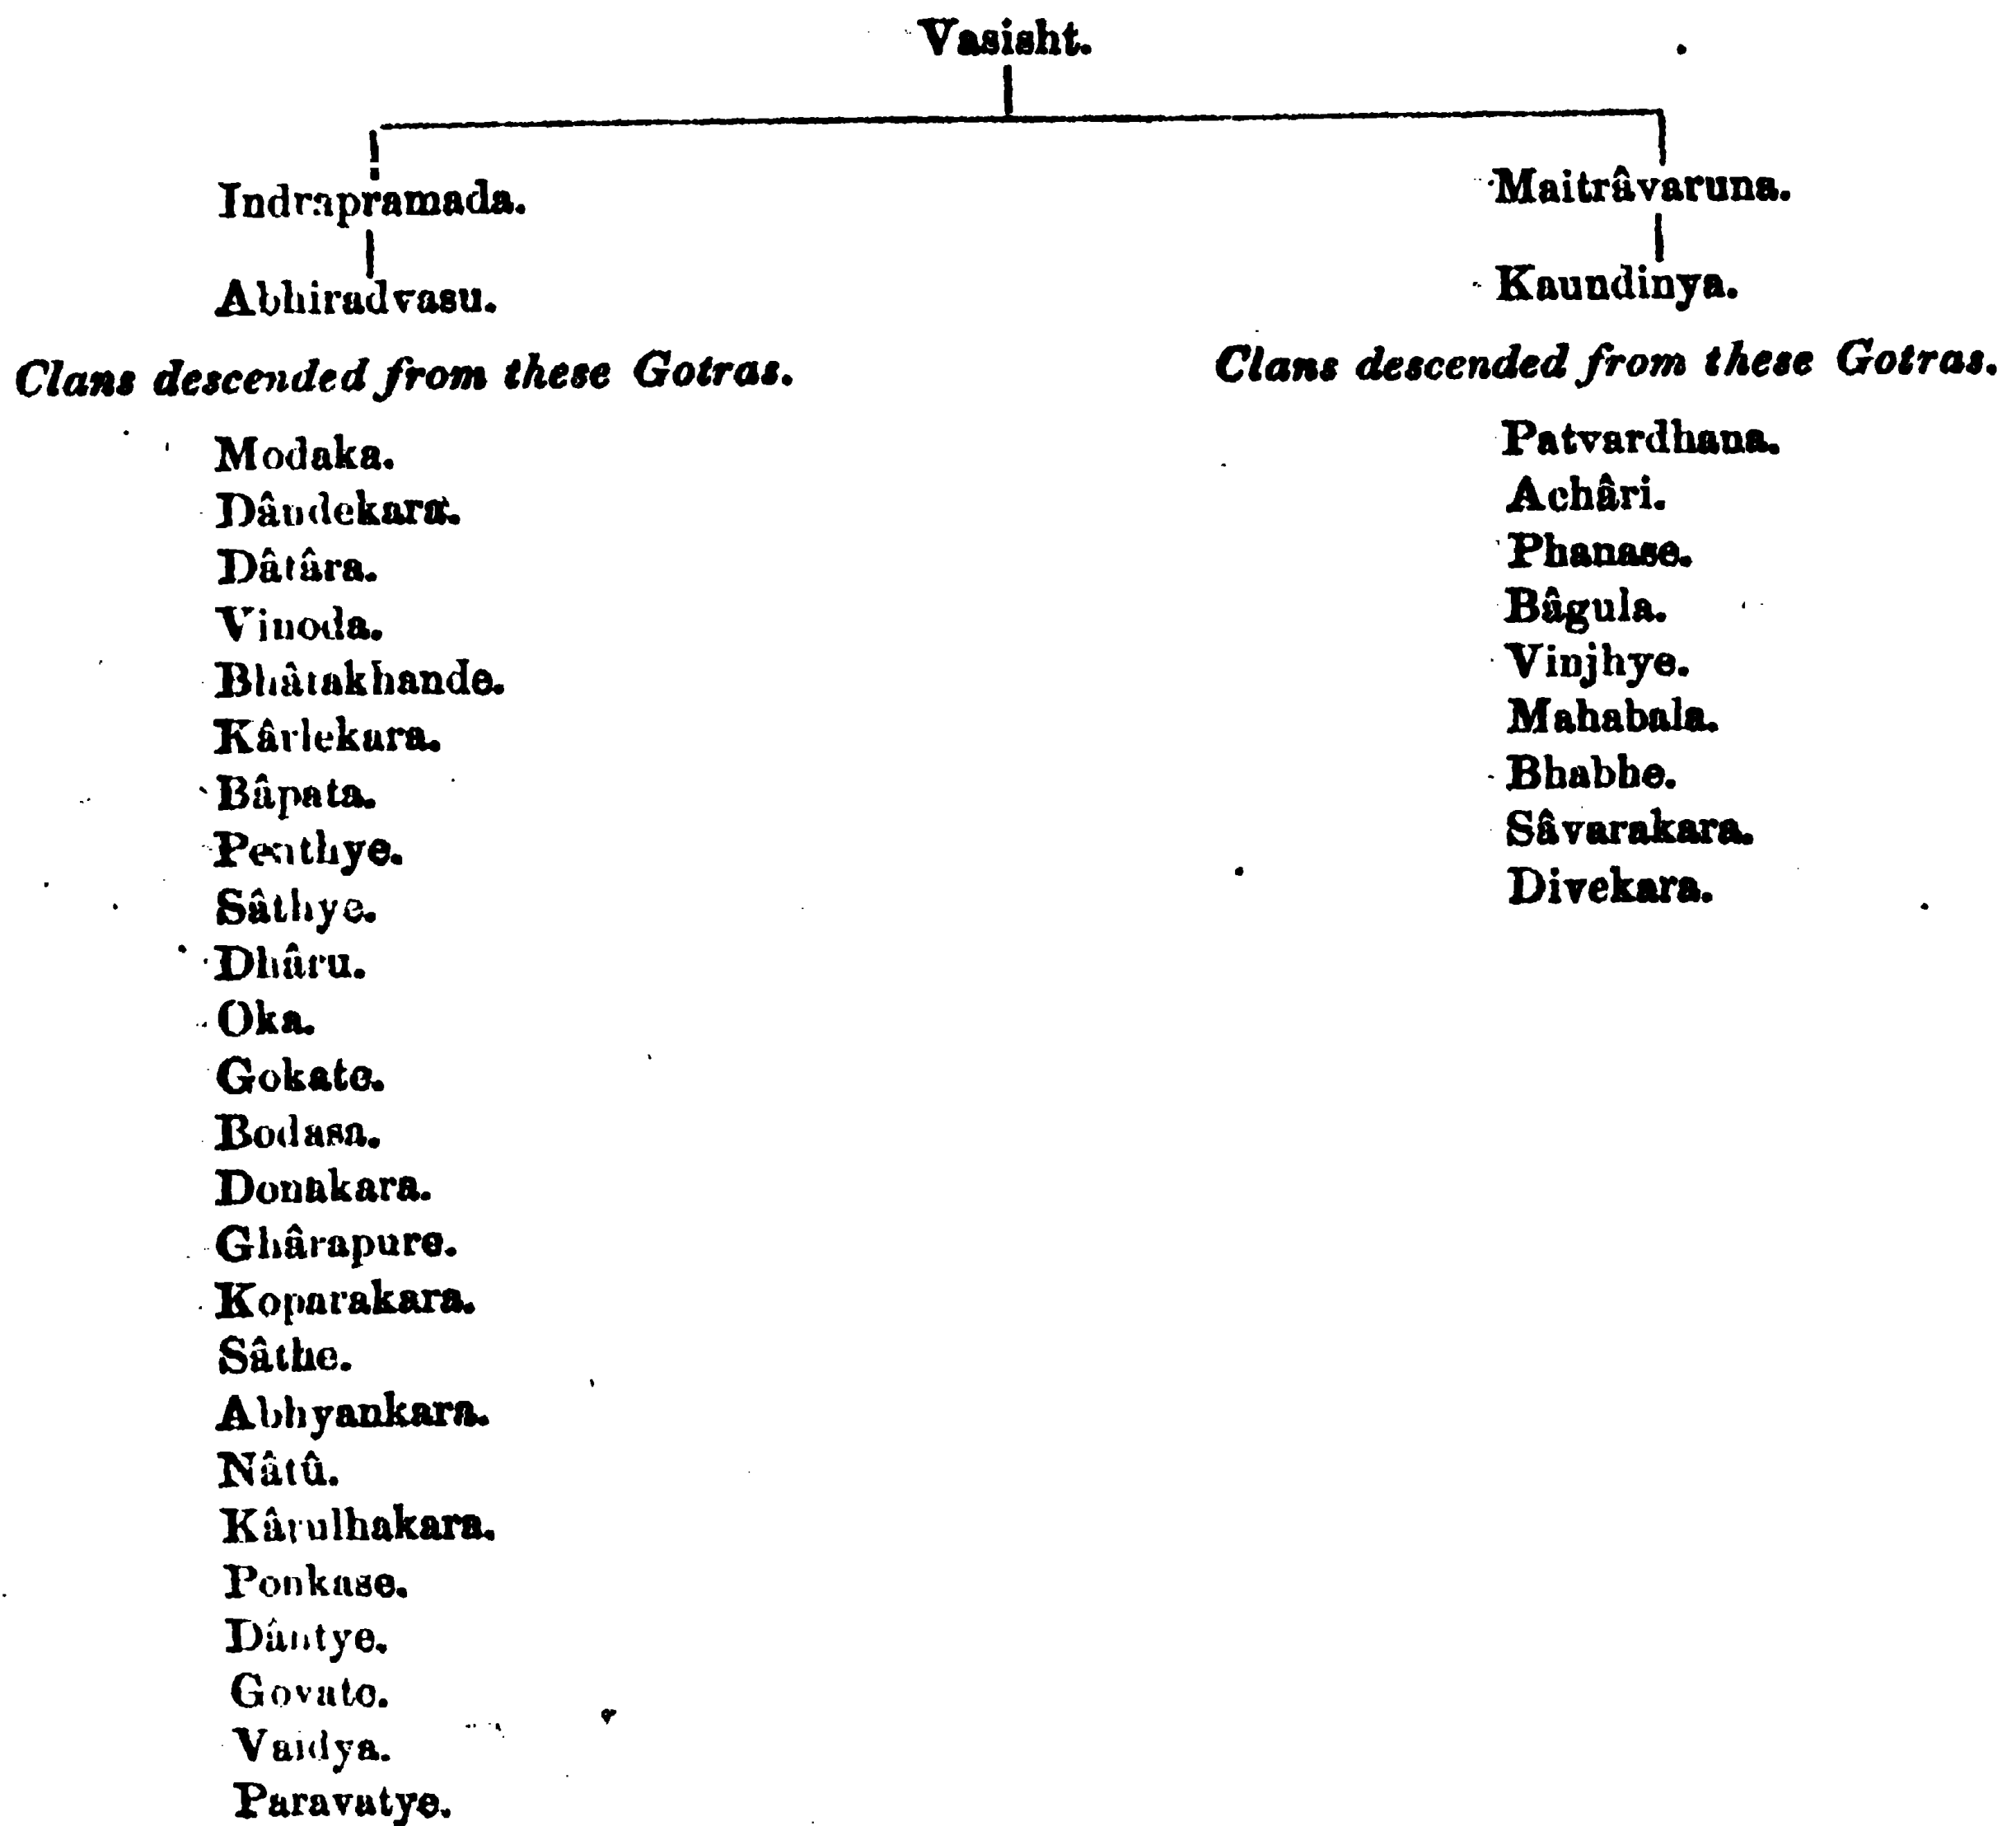 Vasisht.
Indrapramada.
Abhiradvasu.
Clans descended from these Gotras.
Modaka.
Dândekara.
Dâtâra.
Vinoda.
Bhâtakhande.
Kârlekara.
Bâpata.
Penthye.
Sâthye.
Dhâru.
Oka.
Gokate.
Bodasa.
Donakara.
Ghârapure.
Koparakara.
Sâthe.
Abhyankara.
Nâtû.
Kârulhakara.
Ponkase.
Dântye.
Govate.
Vaidya.
Paravatye.
Maitrâvaruna.
Kaundinya.
Clans descended from these Gotras.
Patvardhana.
Achâri.
Phanase.
Bâgula.
Vinjhye.
Mahabala.
Bhabhe.
Sâvarakara.
Divekara.